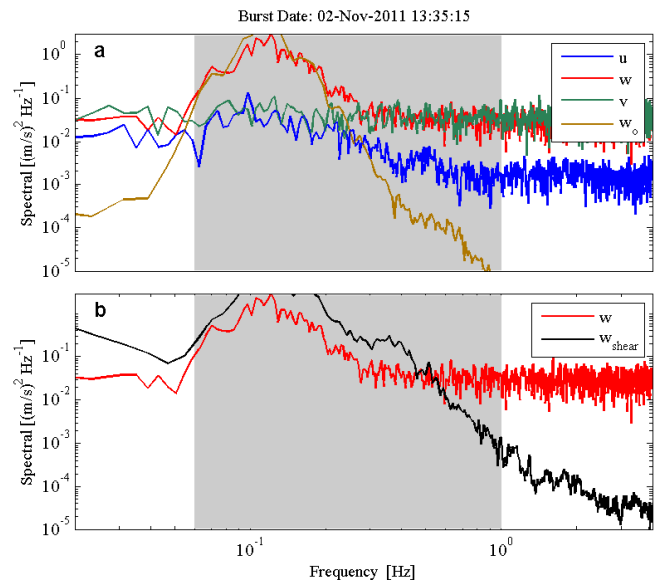 Burst Date: 02-Nov-2011 13:35:15
a
Spectral [(m/s)² Hz⁻¹]
10⁰
10⁻¹
10⁻²
10⁻³
10⁻⁴
10⁻⁵
u
w
v
wₒ
b
Spectral [(m/s)² Hz⁻¹]
10⁻¹
10⁻²
10⁻³
10⁻⁴
10⁻⁵
w
w_shear
10⁻¹
10⁰
Frequency [Hz]